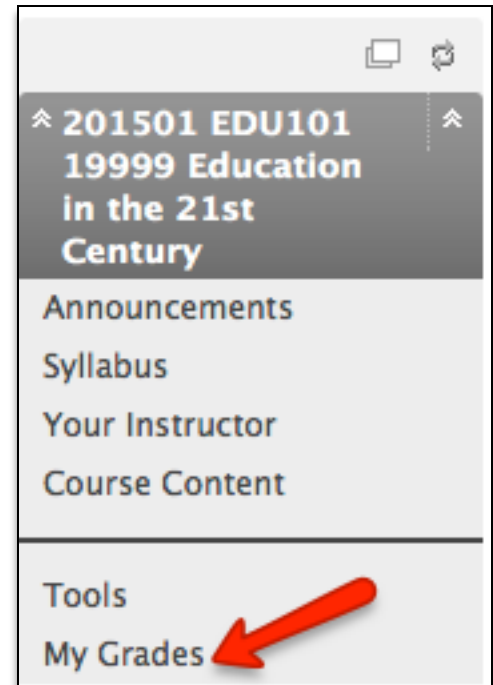 201501 EDU101
19999 Education
in the 21st
Century
Announcements
Syllabus
Your Instructor
Course Content
Tools
My Grades